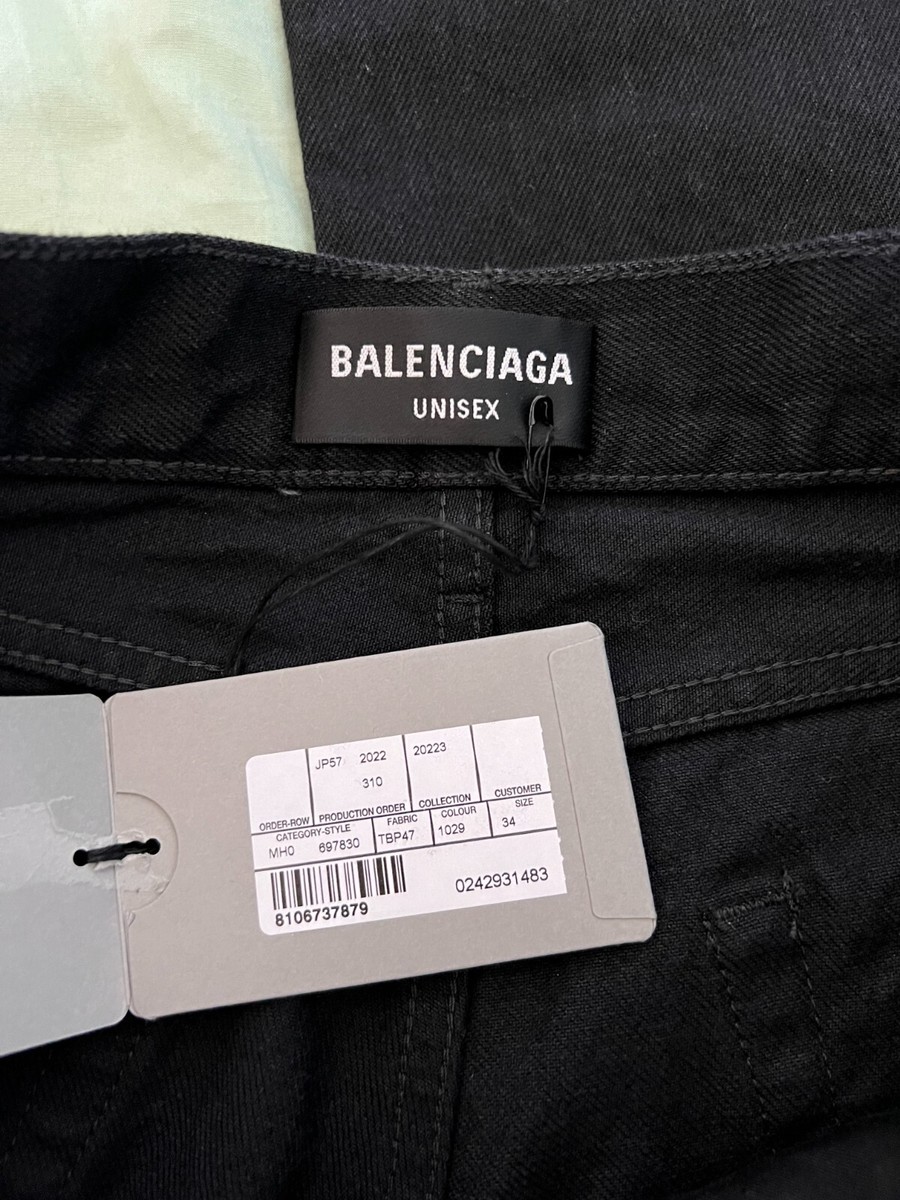 BALENCIAGA
UNISEX
JP57 2022 20223
310
ORDER-ROW PRODUCTION ORDER COLLECTION CUSTOMER
CATEGORY-STYLE FABRIC COLOUR SIZE
MH0 697830 TBP47 1029 34
8106737879 0242931483